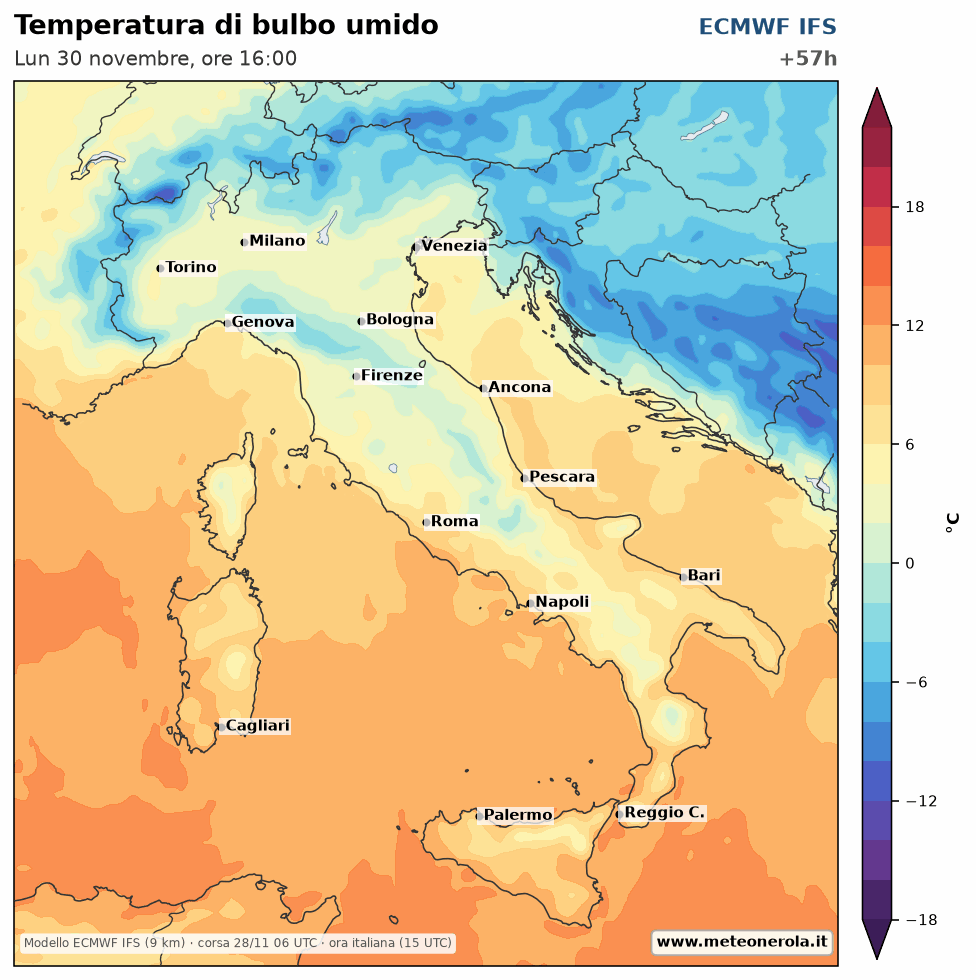 Temperatura di bulbo umido
ECMWF IFS
Lun 30 novembre, ore 16:00
+57h
Milano
Venezia
Torino
Genova
Bologna
Firenze
Ancona
Pescara
Roma
Bari
Napoli
Cagliari
Palermo
Reggio C.
18
12
6
0
−6
−12
−18
°C
Modello ECMWF IFS (9 km) · corsa 28/11 06 UTC · ora italiana (15 UTC)
www.meteonerola.it